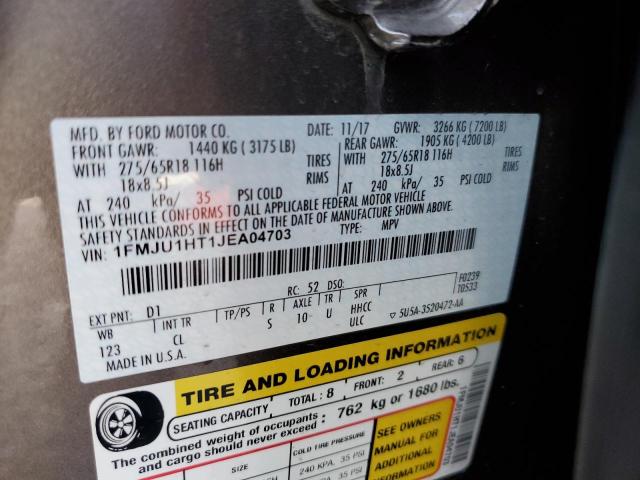 MFD. BY FORD MOTOR CO. DATE: 11/17 GVWR: 3266 KG ( 7200 LB)
FRONT GAWR: 1440 KG ( 3175 LB) REAR GAWR: 1905 KG ( 4200 LB)
WITH 275/65R18 116H TIRES WITH 275/65R18 116H TIRES
18x8.5J RIMS 18x8.5J RIMS
AT 240 kPa/ 35 PSI COLD AT 240 kPa/ 35 PSI COLD
THIS VEHICLE CONFORMS TO ALL APPLICABLE FEDERAL MOTOR VEHICLE
SAFETY STANDARDS IN EFFECT ON THE DATE OF MANUFACTURE SHOWN ABOVE.
VIN: 1FMJU1HT1JEA04703 TYPE: MPV
F0239
T0533
EXT PNT: D1 RC: 52 DSO:
WB INT TR TP/PS R AXLE TR SPR
123 CL S 10 U HHCC
ULC
5U5A-3520472-AA
MADE IN U.S.A.
TIRE AND LOADING INFORMATION
SEATING CAPACITY TOTAL: 8 FRONT: 2 REAR: 6
The combined weight of occupants and cargo should never exceed: 762 kg or 1680 lbs.
SIZE COLD TIRE PRESSURE
240 KPA, 35 PSI
SEE OWNERS
MANUAL FOR
ADDITIONAL
INFORMATION